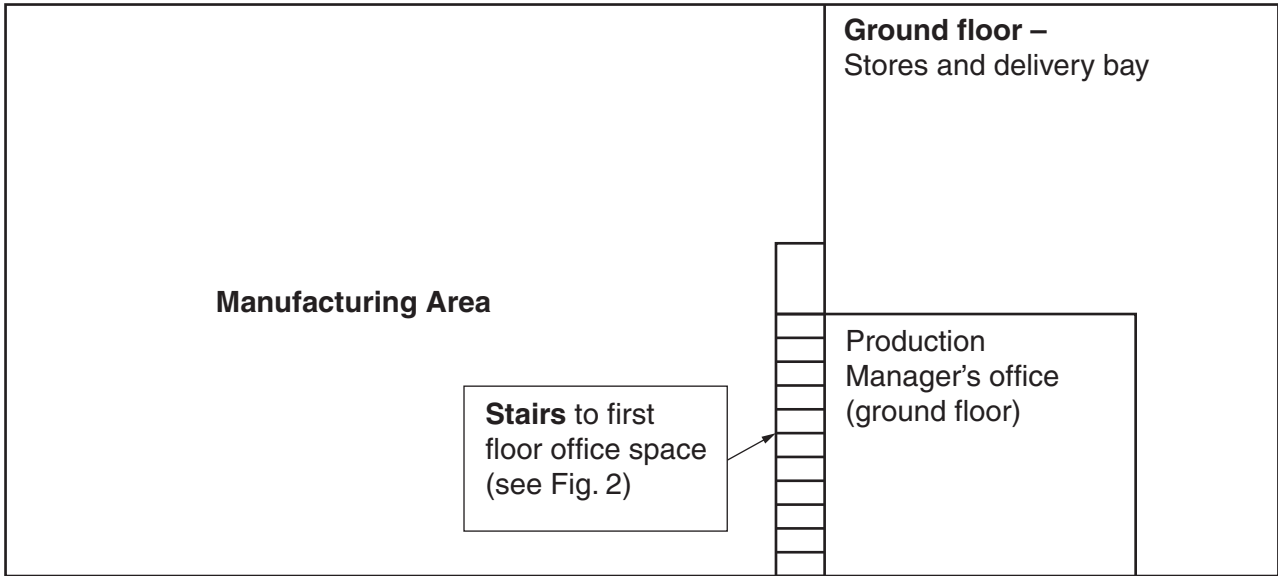 Ground floor –
Stores and delivery bay
Manufacturing Area
Production
Manager’s office
(ground floor)
Stairs to first
floor office space
(see Fig. 2)